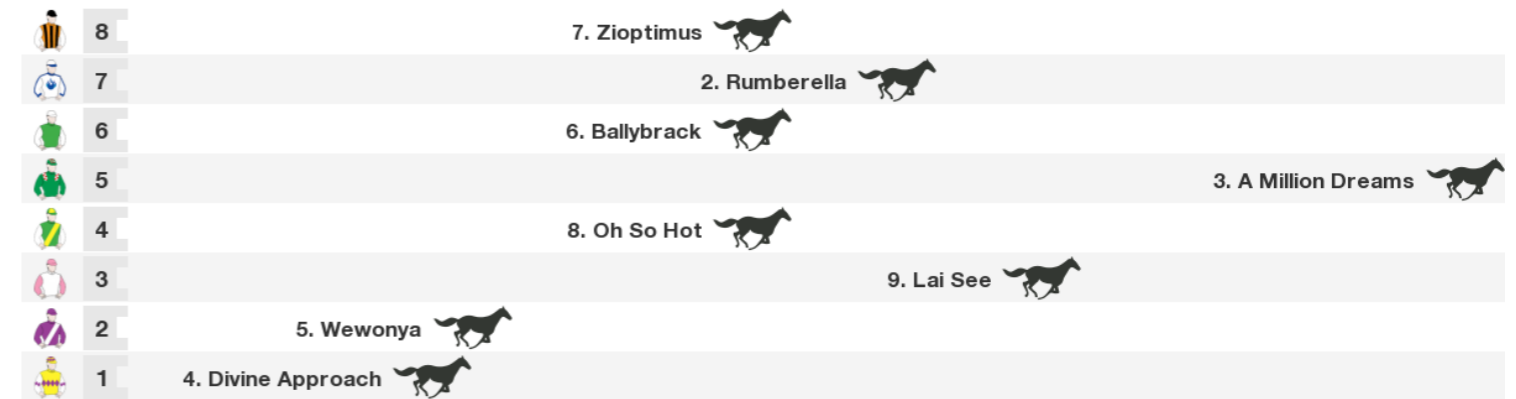 8 7. Zioptimus
7 2. Rumberella
6 6. Ballybrack
5 3. A Million Dreams
4 8. Oh So Hot
3 9. Lai See
2 5. Wewonya
1 4. Divine Approach